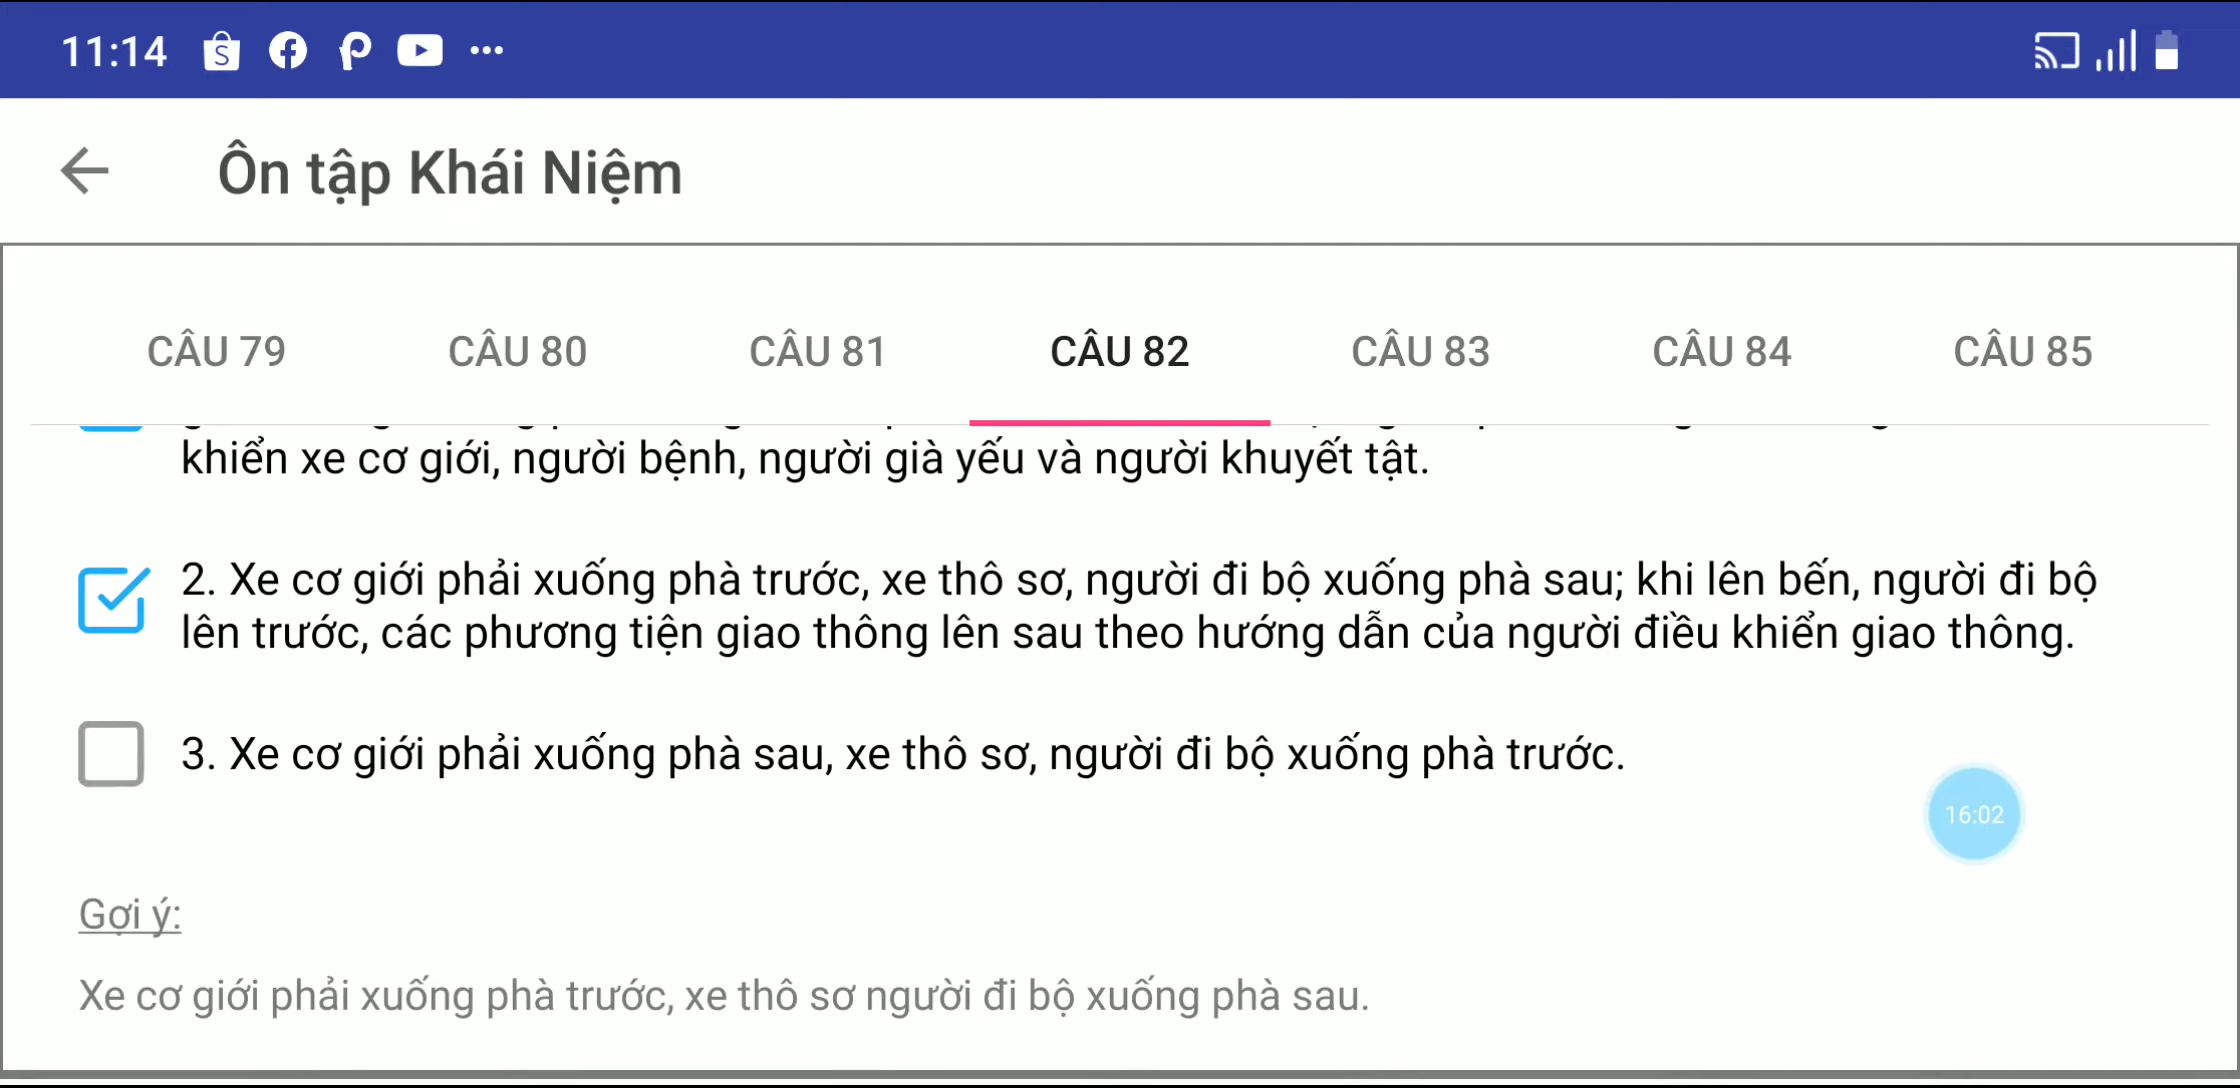 11:14
Ôn tập Khái Niệm
CÂU 79 CÂU 80 CÂU 81 CÂU 82 CÂU 83 CÂU 84 CÂU 85
khiển xe cơ giới, người bệnh, người già yếu và người khuyết tật.
2. Xe cơ giới phải xuống phà trước, xe thô sơ, người đi bộ xuống phà sau; khi lên bến, người đi bộ
lên trước, các phương tiện giao thông lên sau theo hướng dẫn của người điều khiển giao thông.
3. Xe cơ giới phải xuống phà sau, xe thô sơ, người đi bộ xuống phà trước.
16:02
Gợi ý:
Xe cơ giới phải xuống phà trước, xe thô sơ người đi bộ xuống phà sau.